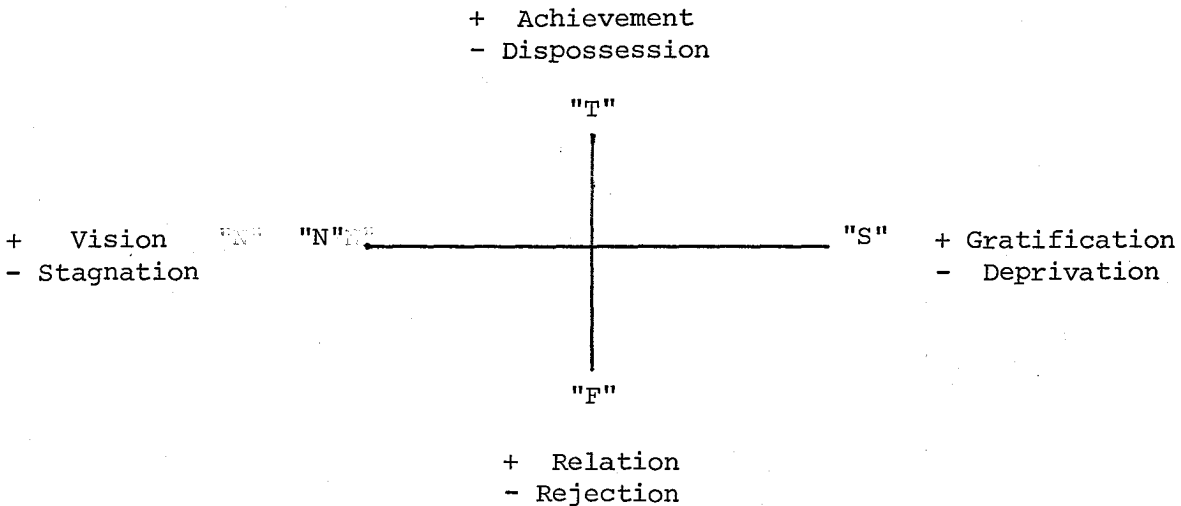 + Achievement
- Dispossession
"T"
+ Vision "N" "N" "S" + Gratification
- Stagnation - Deprivation
"F"
+ Relation
- Rejection